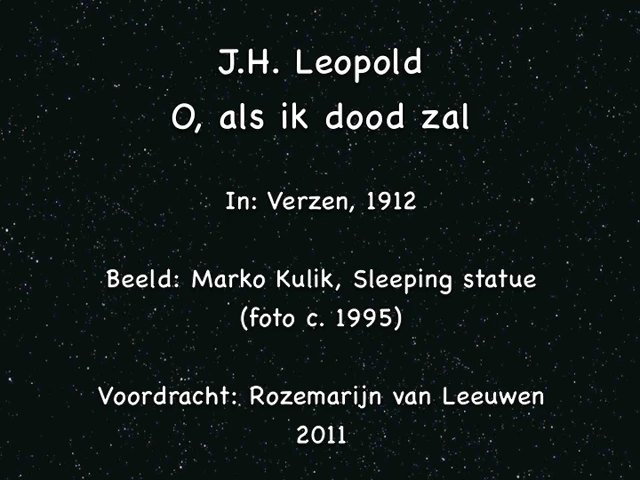 J.H. Leopold
O, als ik dood zal
In: Verzen, 1912
Beeld: Marko Kulik, Sleeping statue
(foto c. 1995)
Voordracht: Rozemarijn van Leeuwen
2011